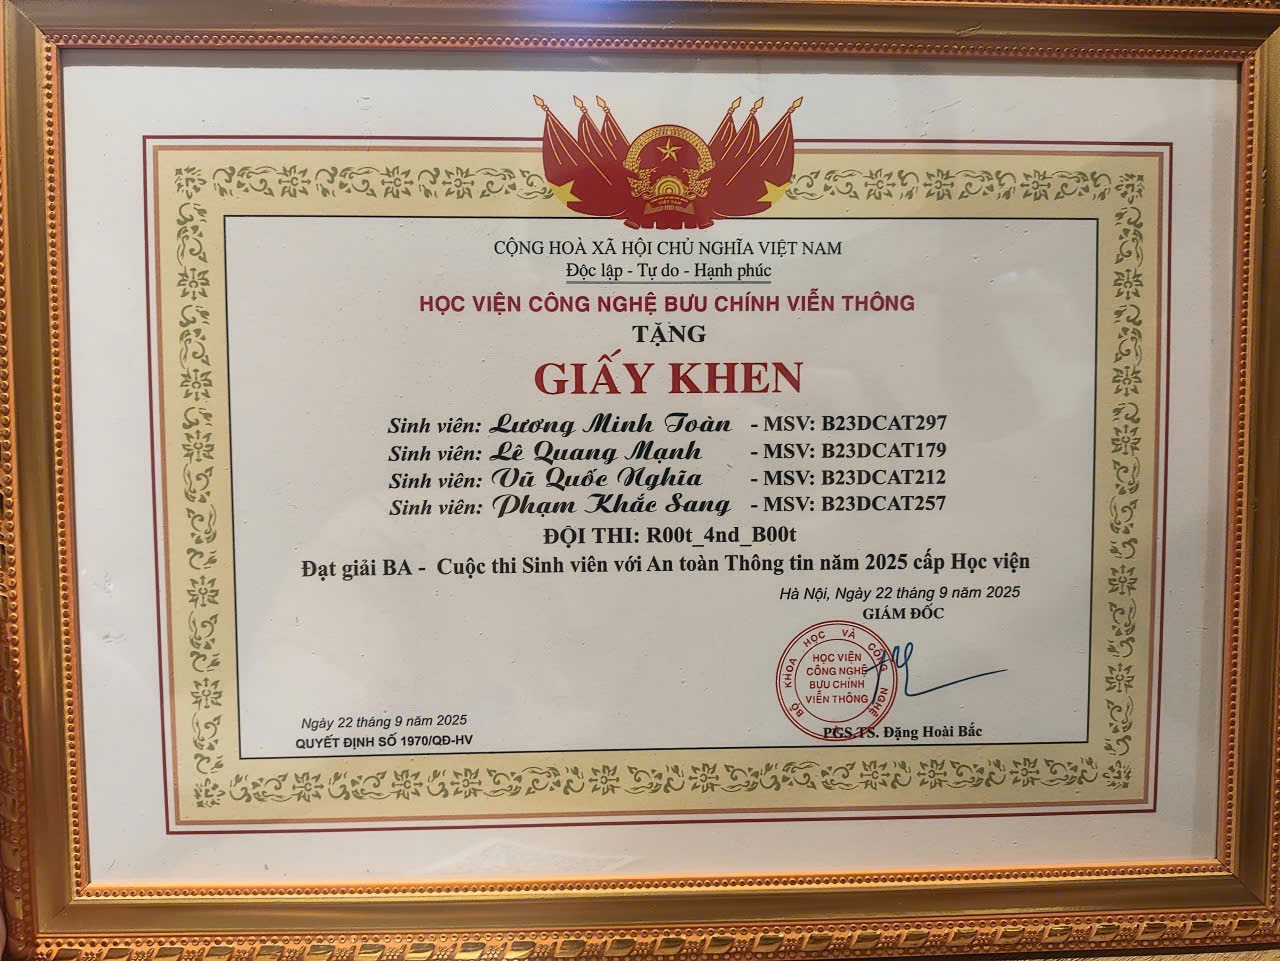 VIỆT NAM
CỘNG HOÀ XÃ HỘI CHỦ NGHĨA VIỆT NAM
Độc lập - Tự do - Hạnh phúc
HỌC VIỆN CÔNG NGHỆ BƯU CHÍNH VIỄN THÔNG
TẶNG
GIẤY KHEN
Sinh viên: Lương Minh Toàn - MSV: B23DCAT297
Sinh viên: Lê Quang Mạnh - MSV: B23DCAT179
Sinh viên: Vũ Quốc Nghĩa - MSV: B23DCAT212
Sinh viên: Phạm Khắc Sang - MSV: B23DCAT257
ĐỘI THI: R00t_4nd_B00t
Đạt giải BA - Cuộc thi Sinh viên với An toàn Thông tin năm 2025 cấp Học viện
Hà Nội, Ngày 22 tháng 9 năm 2025
GIÁM ĐỐC
BỘ KHOA HỌC VÀ CÔNG NGHỆ
HỌC VIỆN
CÔNG NGHỆ
BƯU CHÍNH
VIỄN THÔNG
PGS.TS. Đặng Hoài Bắc
Ngày 22 tháng 9 năm 2025
QUYẾT ĐỊNH SỐ 1970/QĐ-HV